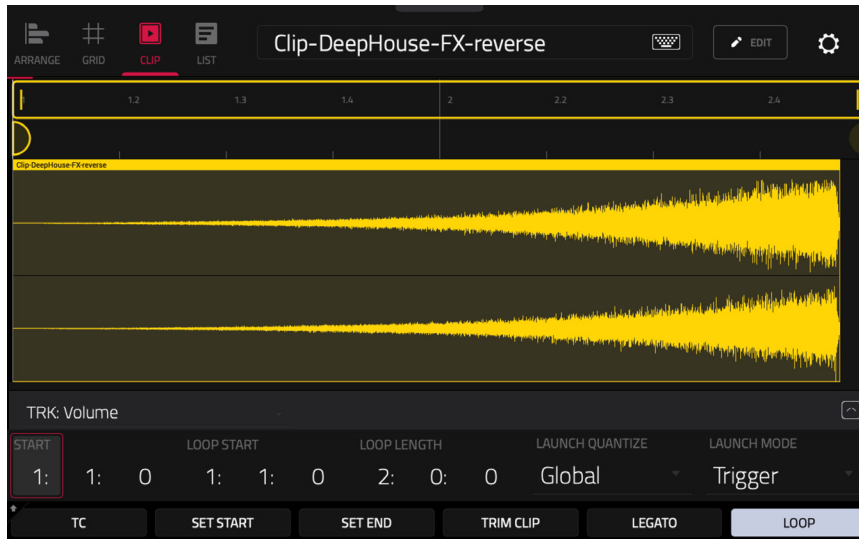 Clip-DeepHouse-FX-reverse
EDIT
ARRANGE GRID CLIP LIST
1 1.2 1.3 1.4 2 2.2 2.3 2.4
Clip-DeepHouse-FX-reverse
TRK: Volume
START LOOP START LOOP LENGTH LAUNCH QUANTIZE LAUNCH MODE
1: 1: 0 1: 1: 0 2: 0: 0 Global Trigger
TC SET START SET END TRIM CLIP LEGATO LOOP